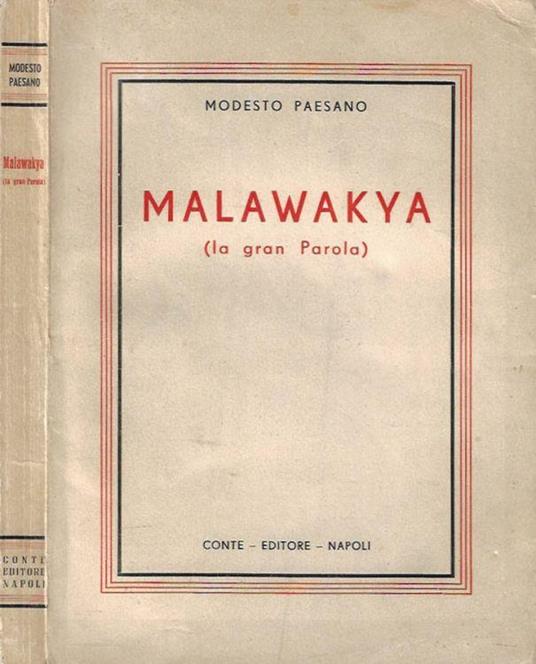 MODESTO
PAESANO
Malawakya
(la gran Parola)
CONTE
EDITORE
NAPOLI
MODESTO PAESANO
MALAWAKYA
(la gran Parola)
CONTE – EDITORE – NAPOLI